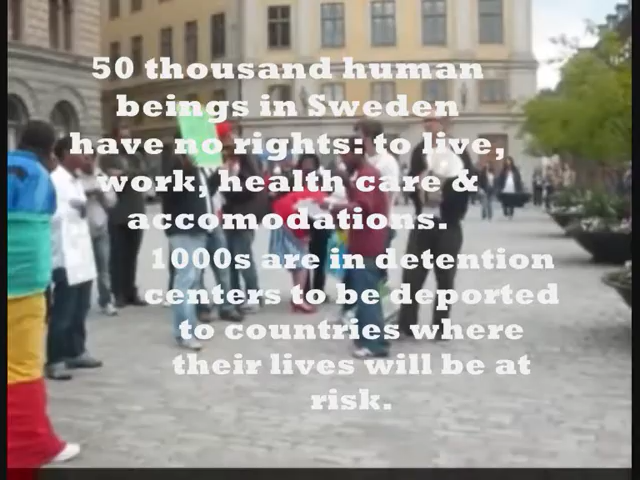 50 thousand human
beings in Sweden
have no rights: to live,
work, health care &
accomodations.
1000s are in detention
centers to be deported
to countries where
their lives will be at
risk.